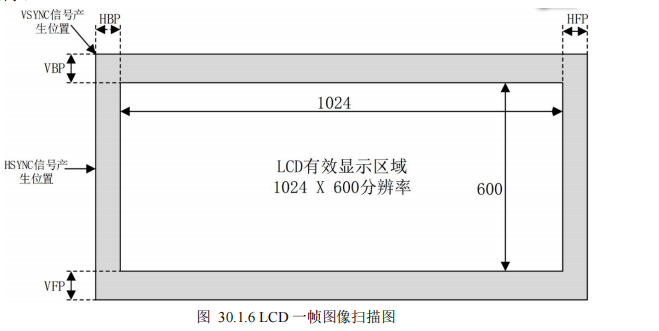 VSYNC信号产
生位置
HBP
HFP
VBP
1024
HSYNC信号产
生位置
LCD有效显示区域
1024 X 600分辨率
600
VFP
图 30.1.6 LCD 一帧图像扫描图